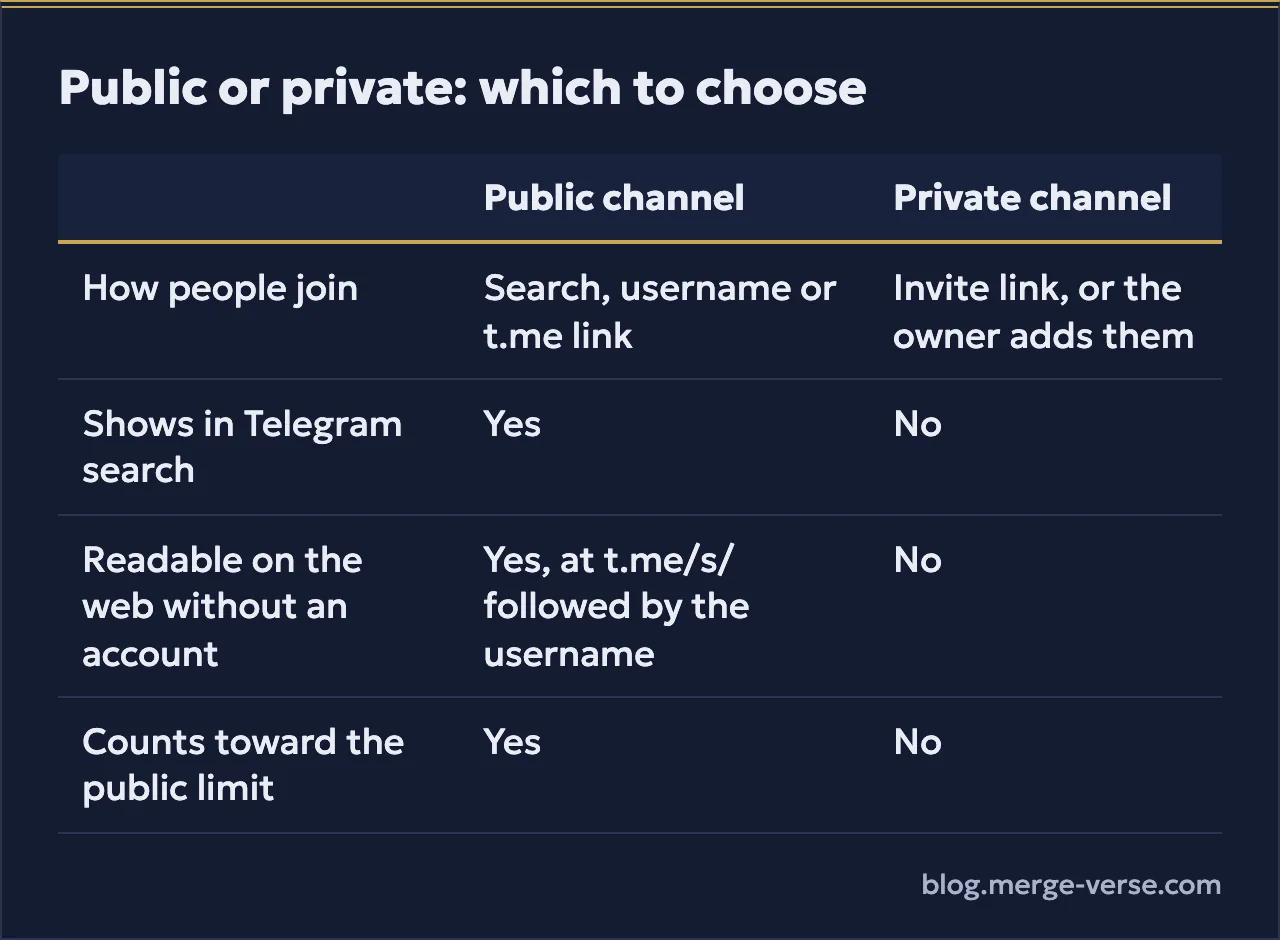 Public or private: which to choose
Public channel
Private channel
How people join
Search, username or
t.me link
Invite link, or the
owner adds them
Shows in Telegram
search
Yes
No
Readable on the
web without an
account
Yes, at t.me/s/
followed by the
username
No
Counts toward the
public limit
Yes
No
blog.merge-verse.com